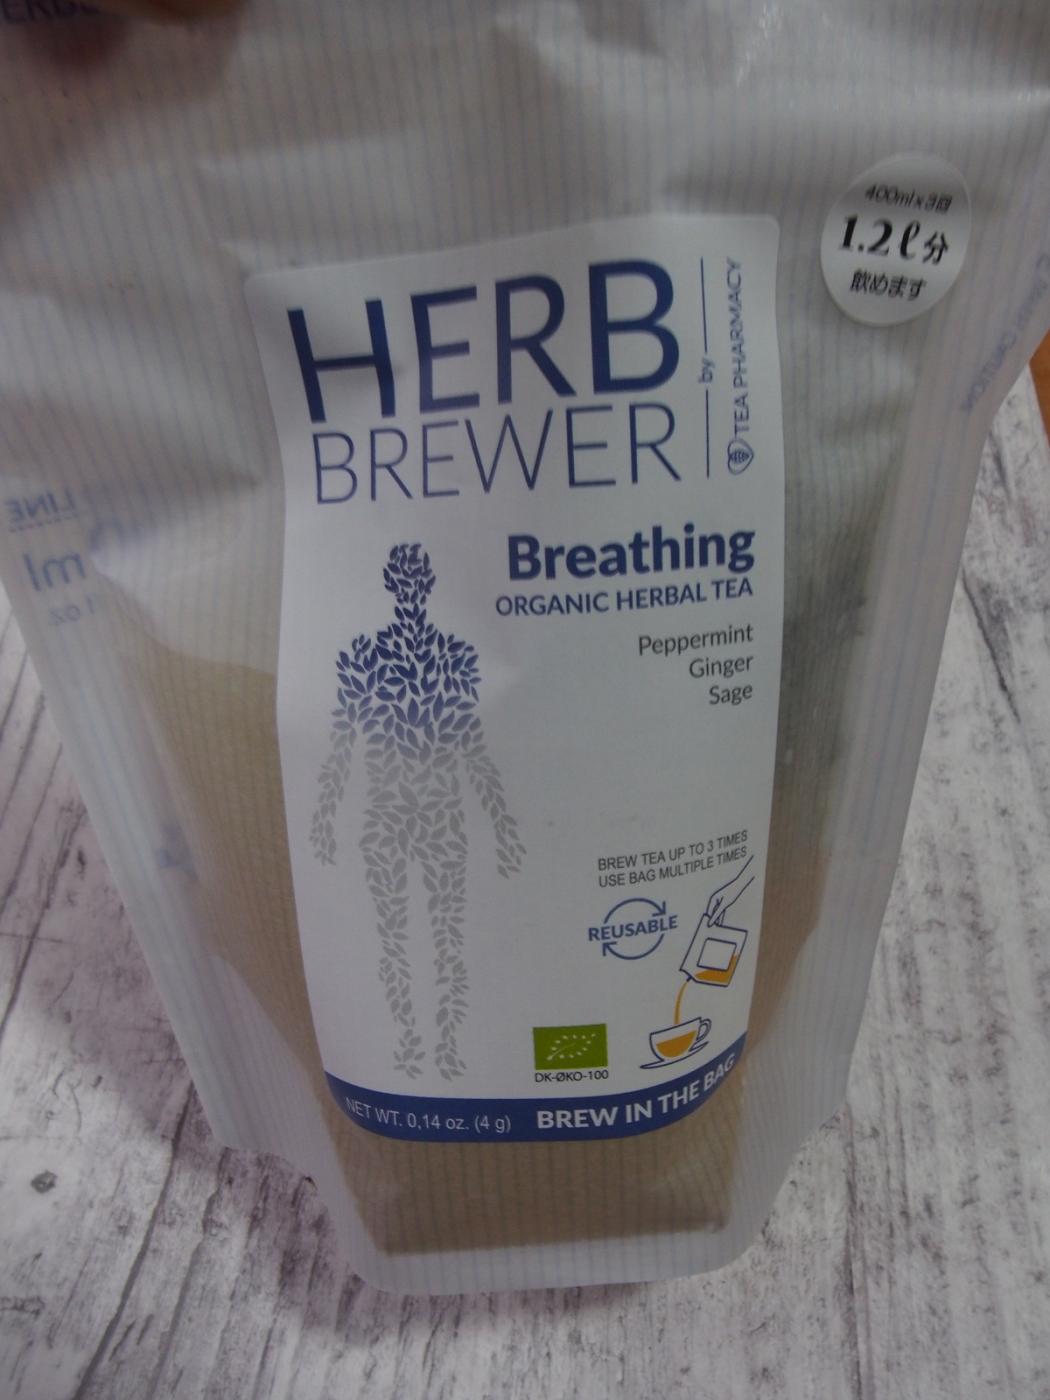 400ml×3回
1.2ℓ分
飲めます
HERB
BREWER
by
TEA PHARMACY
Breathing
ORGANIC HERBAL TEA
Peppermint
Ginger
Sage
BREW TEA UP TO 3 TIMES
USE BAG MULTIPLE TIMES
REUSABLE
DK-ØKO-100
NET WT. 0,14 oz. (4 g)
BREW IN THE BAG
LINE
ml